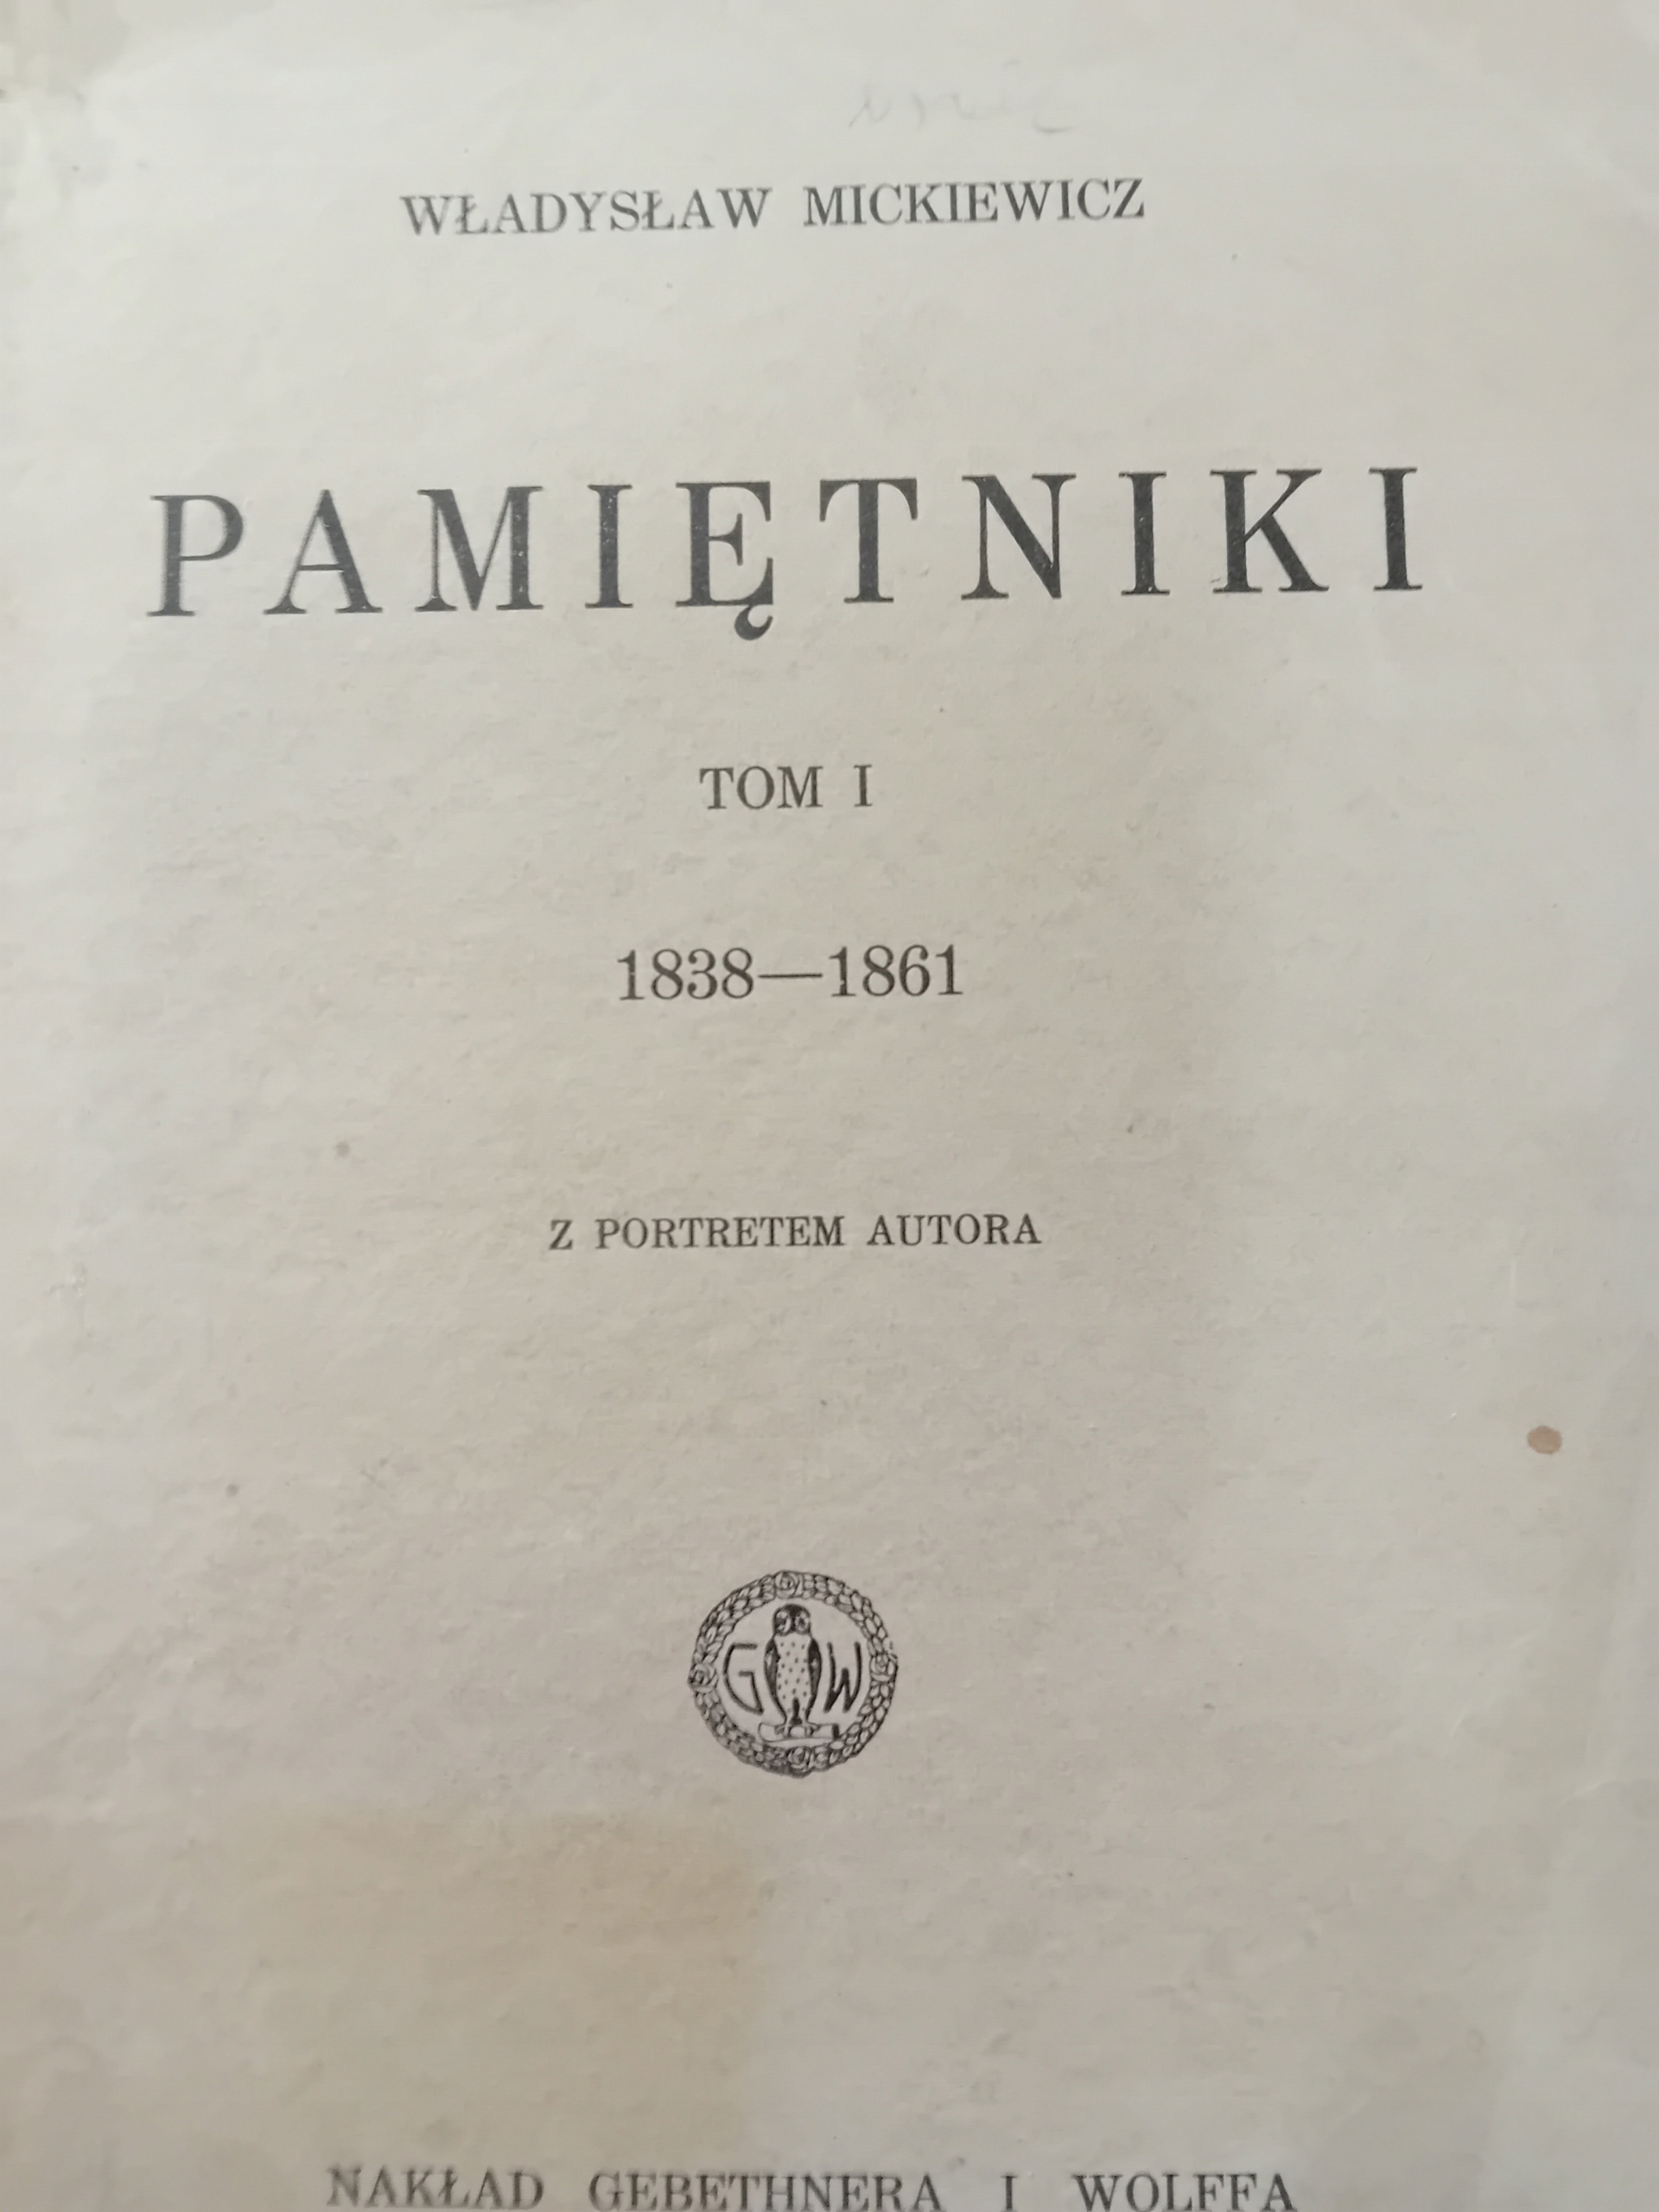 WŁADYSŁAW MICKIEWICZ
PAMIĘTNIKI
TOM I
1838—1861
Z PORTRETEM AUTORA
G W
NAKŁAD GEBETHNERA I WOLFFA